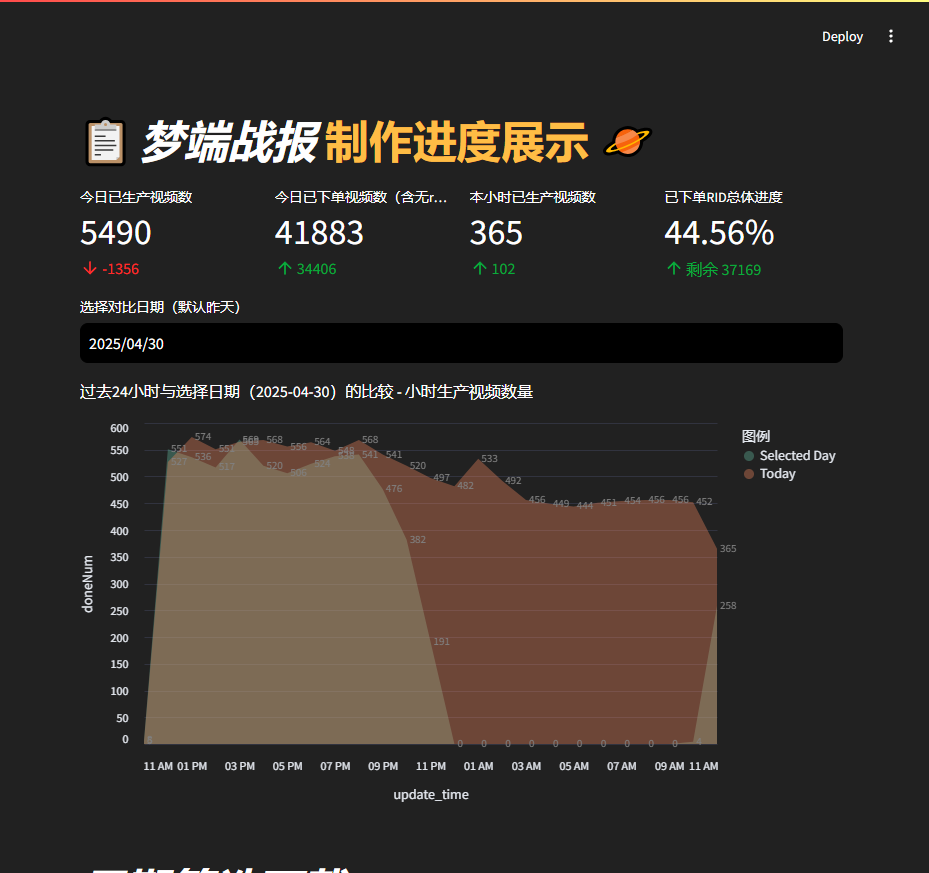 Deploy
梦端战报 制作进度展示
今日已生产视频数
5490
-1356
今日已下单视频数（含无r...
41883
34406
本小时已生产视频数
365
102
已下单RID总体进度
44.56%
剩余 37169
选择对比日期（默认昨天）
2025/04/30
过去24小时与选择日期（2025-04-30）的比较 - 小时生产视频数量
图例
Selected Day
Today
doneNum
600
550
500
450
400
350
300
250
200
150
100
50
0
551 574 551 568 556 564 568 541 520 497 482 533 492 456 449 444 451 454 456 456 452 365
536 517 520 506 524 541 476 382 191 0 0 0 0 0 0 0 0 0 0 4 258
5
11 AM 01 PM 03 PM 05 PM 07 PM 09 PM 11 PM 01 AM 03 AM 05 AM 07 AM 09 AM 11 AM
update_time